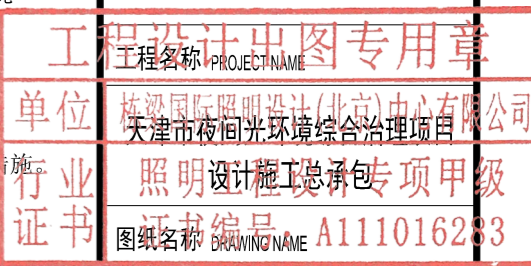 工程设计出图专用章
工程名称 PROJECT NAME
单位 栋梁国际照明设计(北京)中心有限公司
天津市夜间光环境综合治理项目
措施。
行业 照明工程设计专项甲级
设计施工总承包
证书 证书编号：A111016283
图纸名称 DRAWING NAME